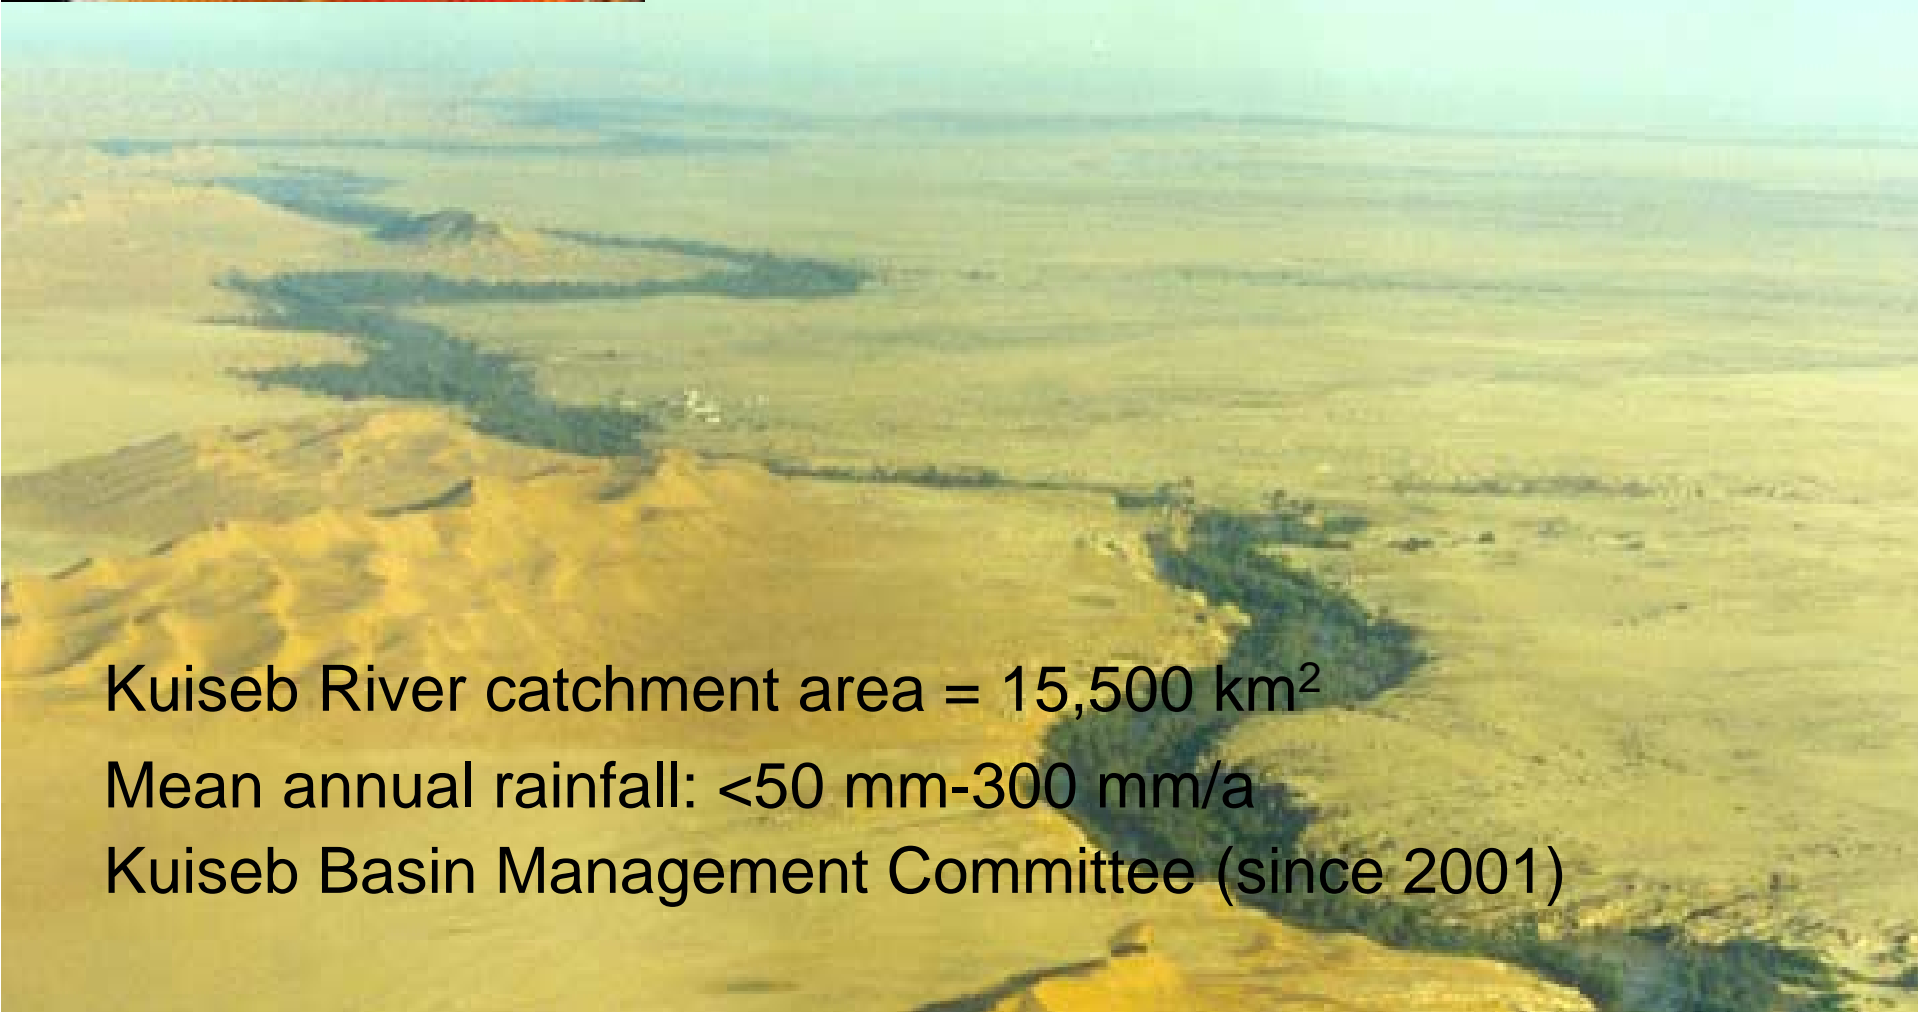 Kuiseb River catchment area = 15,500 km²
Mean annual rainfall: <50 mm-300 mm/a
Kuiseb Basin Management Committee (since 2001)